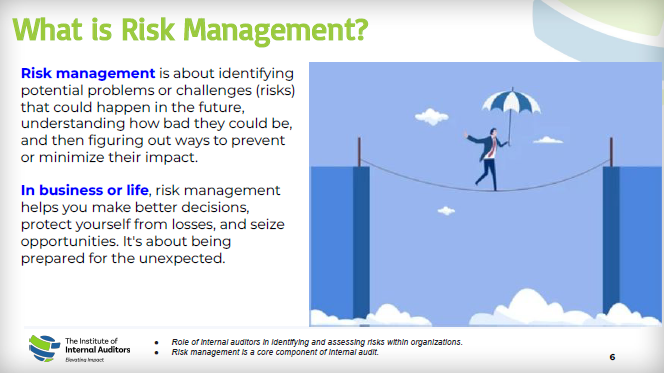 What is Risk Management?
Risk management is about identifying
potential problems or challenges (risks)
that could happen in the future,
understanding how bad they could be,
and then figuring out ways to prevent
or minimize their impact.
In business or life, risk management
helps you make better decisions,
protect yourself from losses, and seize
opportunities. It's about being
prepared for the unexpected.
The Institute of
Internal Auditors
Elevating Impact
● Role of internal auditors in identifying and assessing risks within organizations.
● Risk management is a core component of internal audit.
6